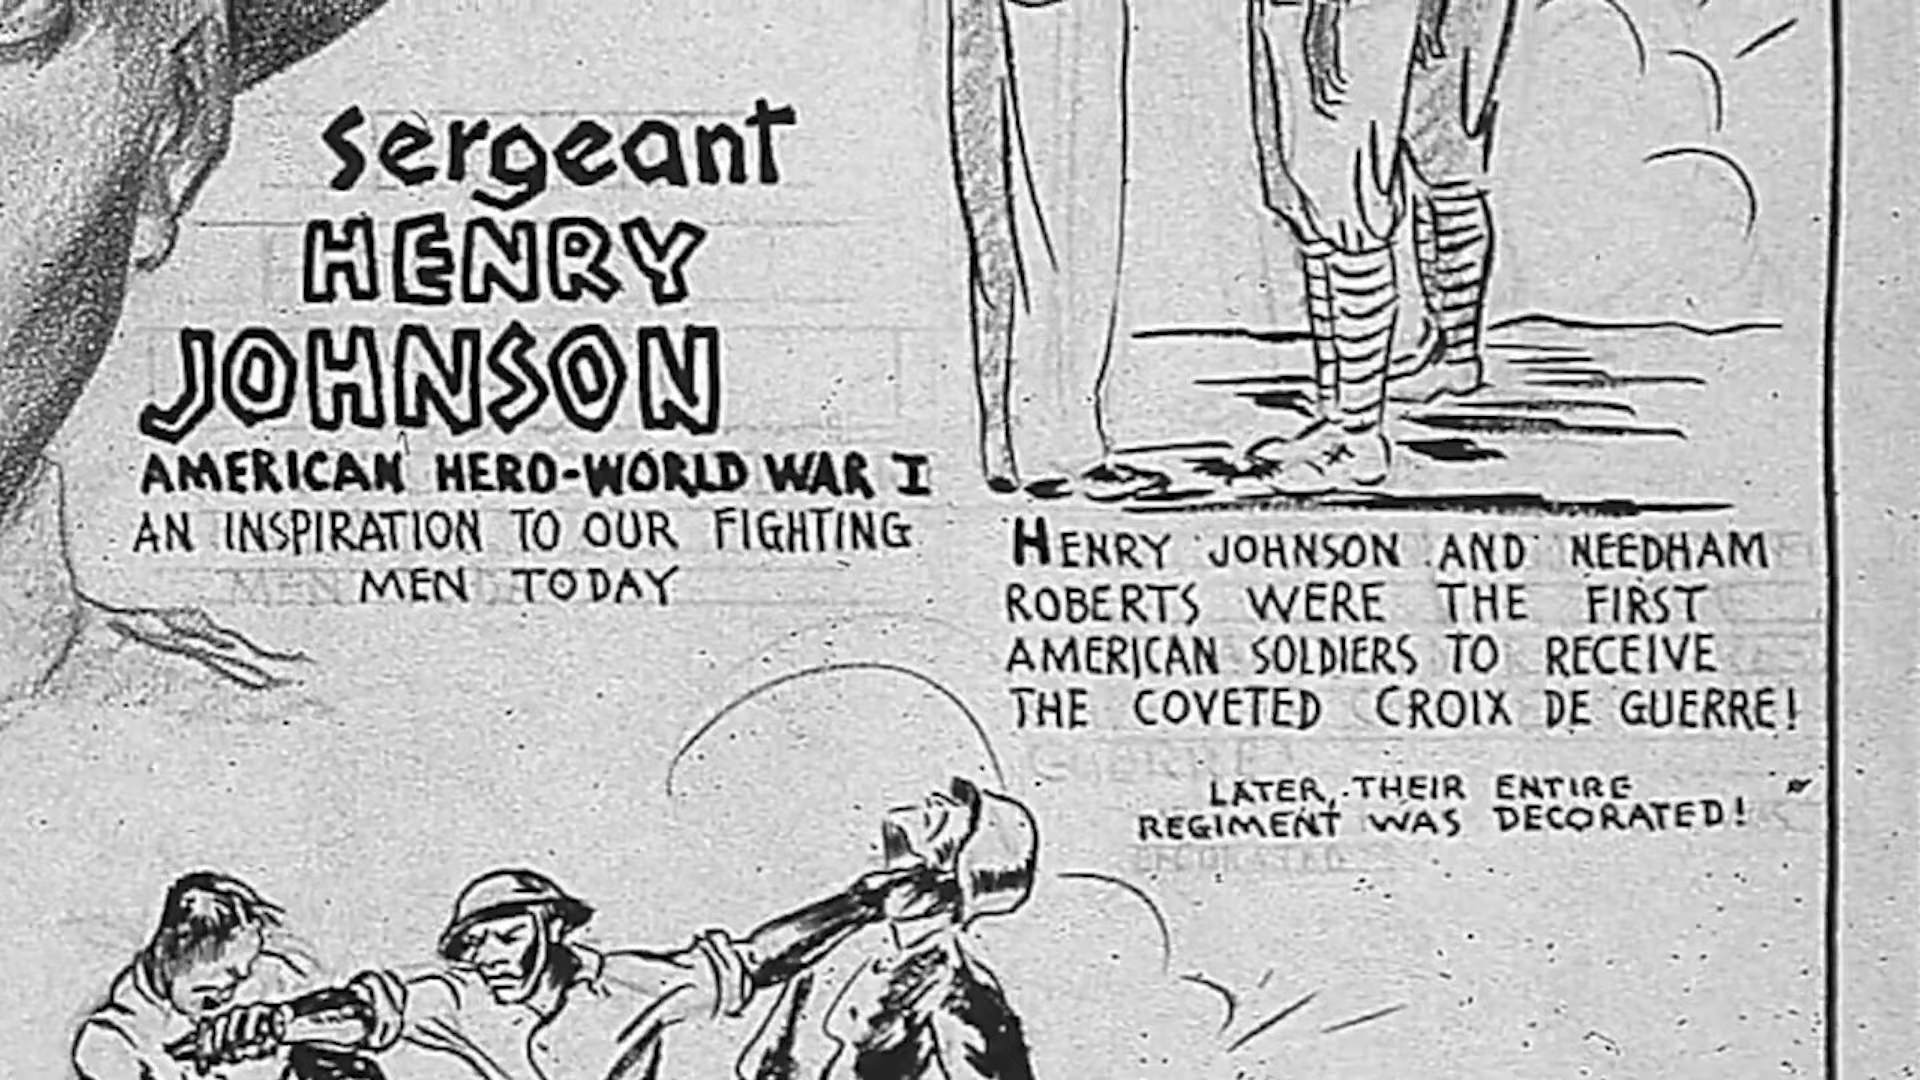 sergeant
HENRY
JOHNSON
AMERICAN HERO-WORLD WAR I
AN INSPIRATION TO OUR FIGHTING
MEN TODAY
HENRY JOHNSON AND NEEDHAM
ROBERTS WERE THE FIRST
AMERICAN SOLDIERS TO RECEIVE
THE COVETED CROIX DE GUERRE!
LATER, THEIR ENTIRE
REGIMENT WAS DECORATED!